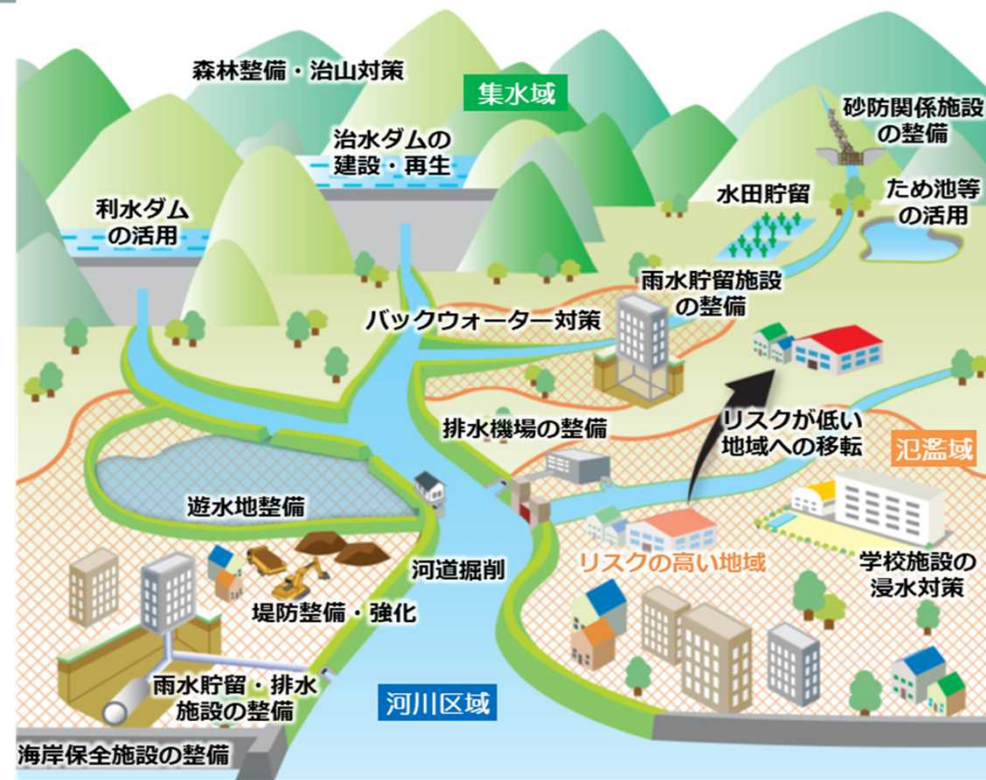 森林整備・治山対策
集水域
砂防関係施設
の整備
治水ダムの
建設・再生
水田貯留
ため池等
の活用
利水ダム
の活用
雨水貯留施設
の整備
バックウォーター対策
排水機場の整備
リスクが低い
地域への移転
氾濫域
遊水地整備
河道掘削
リスクの高い地域
学校施設の
浸水対策
堤防整備・強化
雨水貯留・排水
施設の整備
河川区域
海岸保全施設の整備